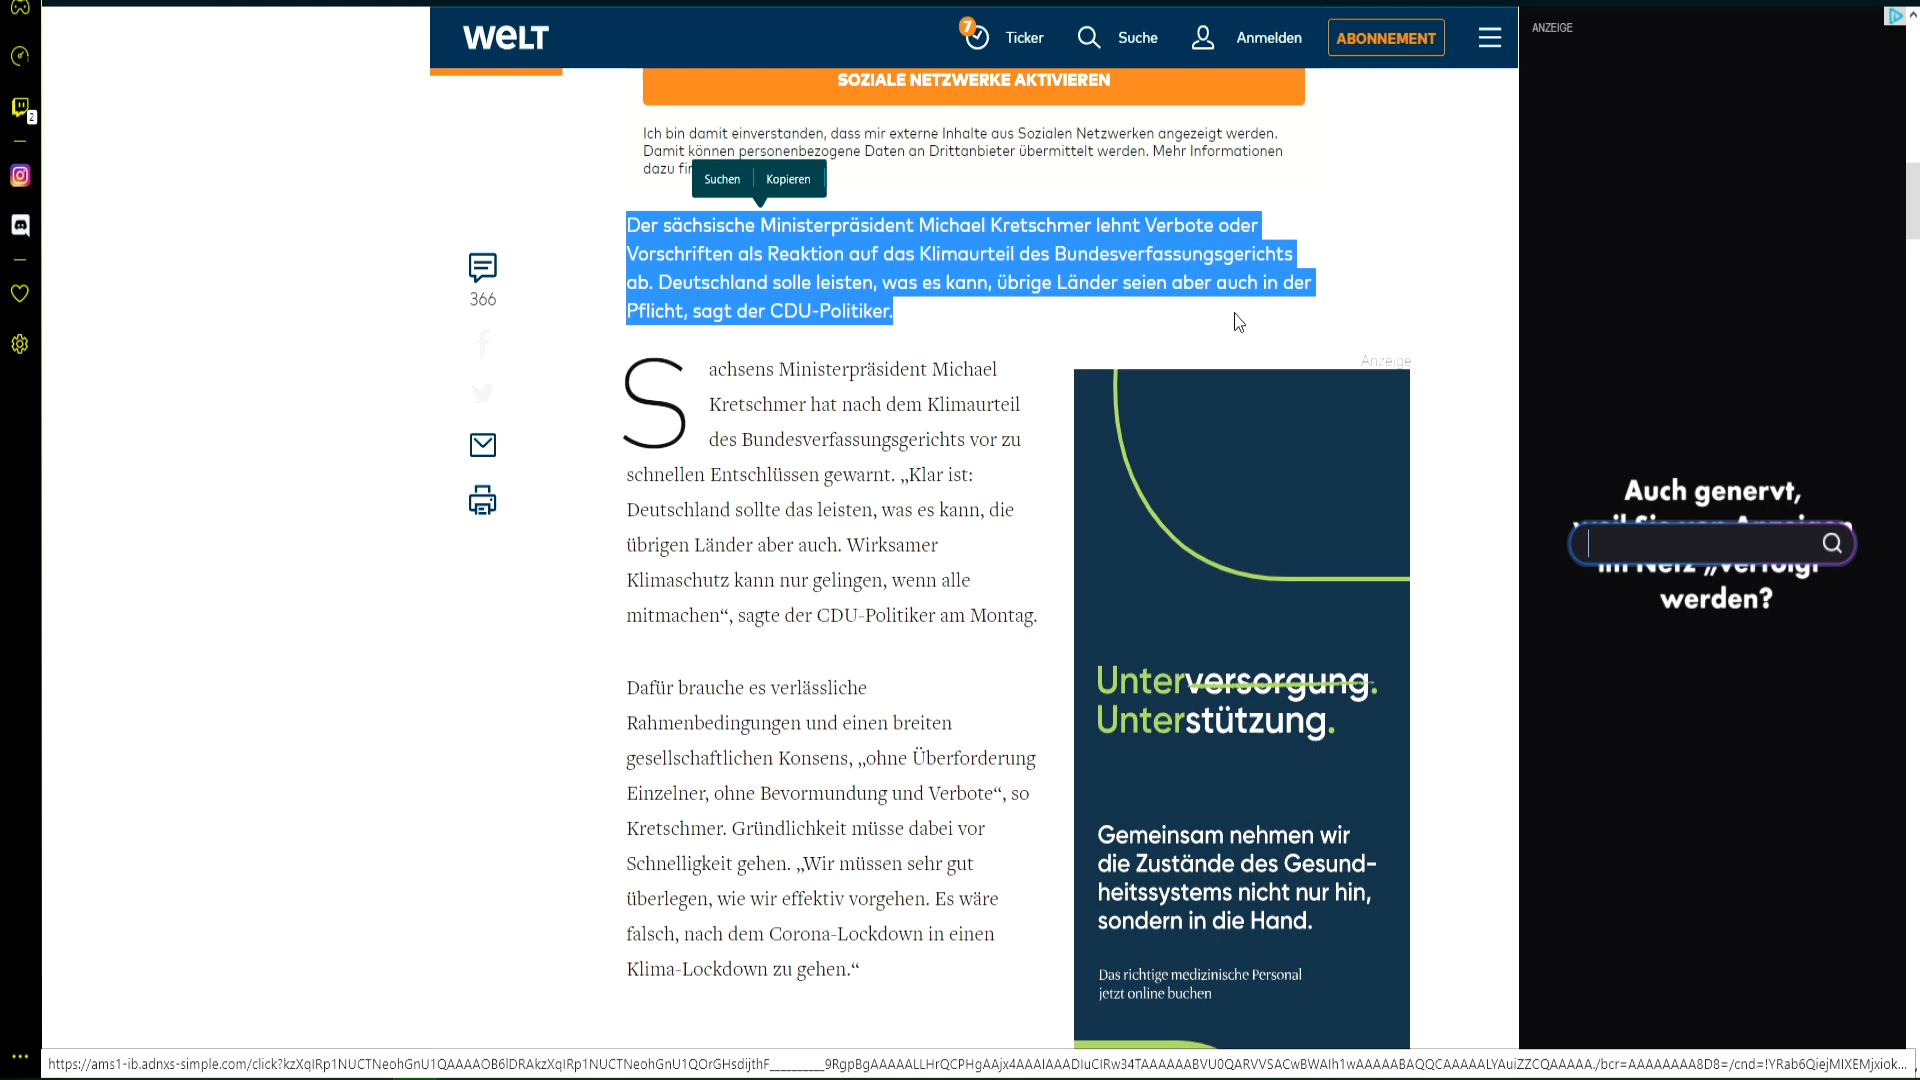 WELT
7
Ticker
Suche
Anmelden
ABONNEMENT
ANZEIGE
2
SOZIALE NETZWERKE AKTIVIEREN
Ich bin damit einverstanden, dass mir externe Inhalte aus Sozialen Netzwerken angezeigt werden.
Damit können personenbezogene Daten an Drittanbieter übermittelt werden. Mehr Informationen
dazu
Suchen
Kopieren
Der sächsische Ministerpräsident Michael Kretschmer lehnt Verbote oder
Vorschriften als Reaktion auf das Klimaurteil des Bundesverfassungsgerichts
ab. Deutschland solle leisten, was es kann, übrige Länder seien aber auch in der
Pflicht, sagt der CDU-Politiker.
366
Sachsens Ministerpräsident Michael
Kretschmer hat nach dem Klimaurteil
des Bundesverfassungsgerichts vor zu
schnellen Entschlüssen gewarnt. „Klar ist:
Deutschland sollte das leisten, was es kann, die
übrigen Länder aber auch. Wirksamer
Klimaschutz kann nur gelingen, wenn alle
mitmachen“, sagte der CDU-Politiker am Montag.
Dafür brauche es verlässliche
Rahmenbedingungen und einen breiten
gesellschaftlichen Konsens, „ohne Überforderung
Einzelner, ohne Bevormundung und Verbote“, so
Kretschmer. Gründlichkeit müsse dabei vor
Schnelligkeit gehen. „Wir müssen sehr gut
überlegen, wie wir effektiv vorgehen. Es wäre
falsch, nach dem Corona-Lockdown in einen
Klima-Lockdown zu gehen.“
Anzeige
Unterversorgung.
Unterstützung.
Gemeinsam nehmen wir
die Zustände des Gesund-
heitssystems nicht nur hin,
sondern in die Hand.
Das richtige medizinische Personal
jetzt online buchen
Auch genervt,
im Netz „verfolgt
werden?